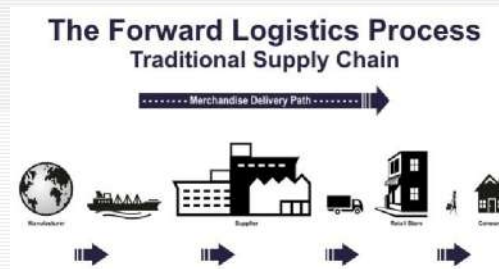 The Forward Logistics Process
Traditional Supply Chain
Merchandise Delivery Path
Manufacturer
Supplier
Retail Store